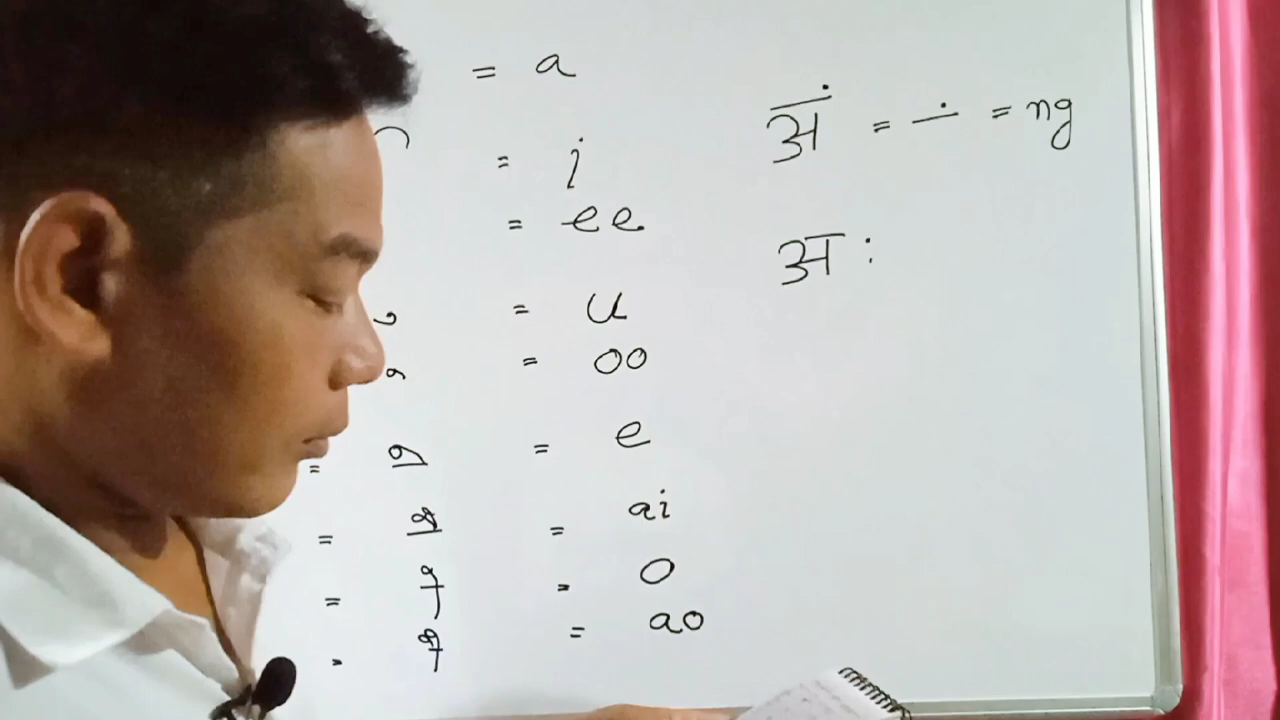 = a
ि = i
= ee
ु = u
ू = oo
= े = e
= ै = ai
= ो = o
= ौ = ao
अं = ं = ng
अ :